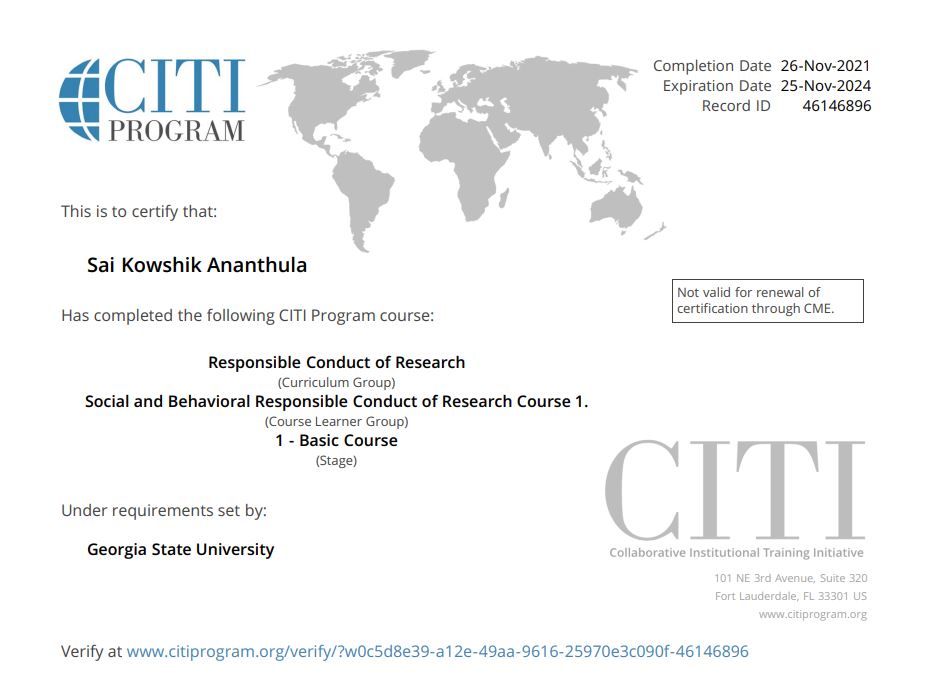 CITI
PROGRAM
Completion Date 26-Nov-2021
Expiration Date 25-Nov-2024
Record ID 46146896
This is to certify that:
Sai Kowshik Ananthula
Not valid for renewal of
certification through CME.
Has completed the following CITI Program course:
Responsible Conduct of Research
(Curriculum Group)
Social and Behavioral Responsible Conduct of Research Course 1.
(Course Learner Group)
1 - Basic Course
(Stage)
Under requirements set by:
Georgia State University
CITI
Collaborative Institutional Training Initiative
101 NE 3rd Avenue, Suite 320
Fort Lauderdale, FL 33301 US
www.citiprogram.org
Verify at www.citiprogram.org/verify/?w0c5d8e39-a12e-49aa-9616-25970e3c090f-46146896